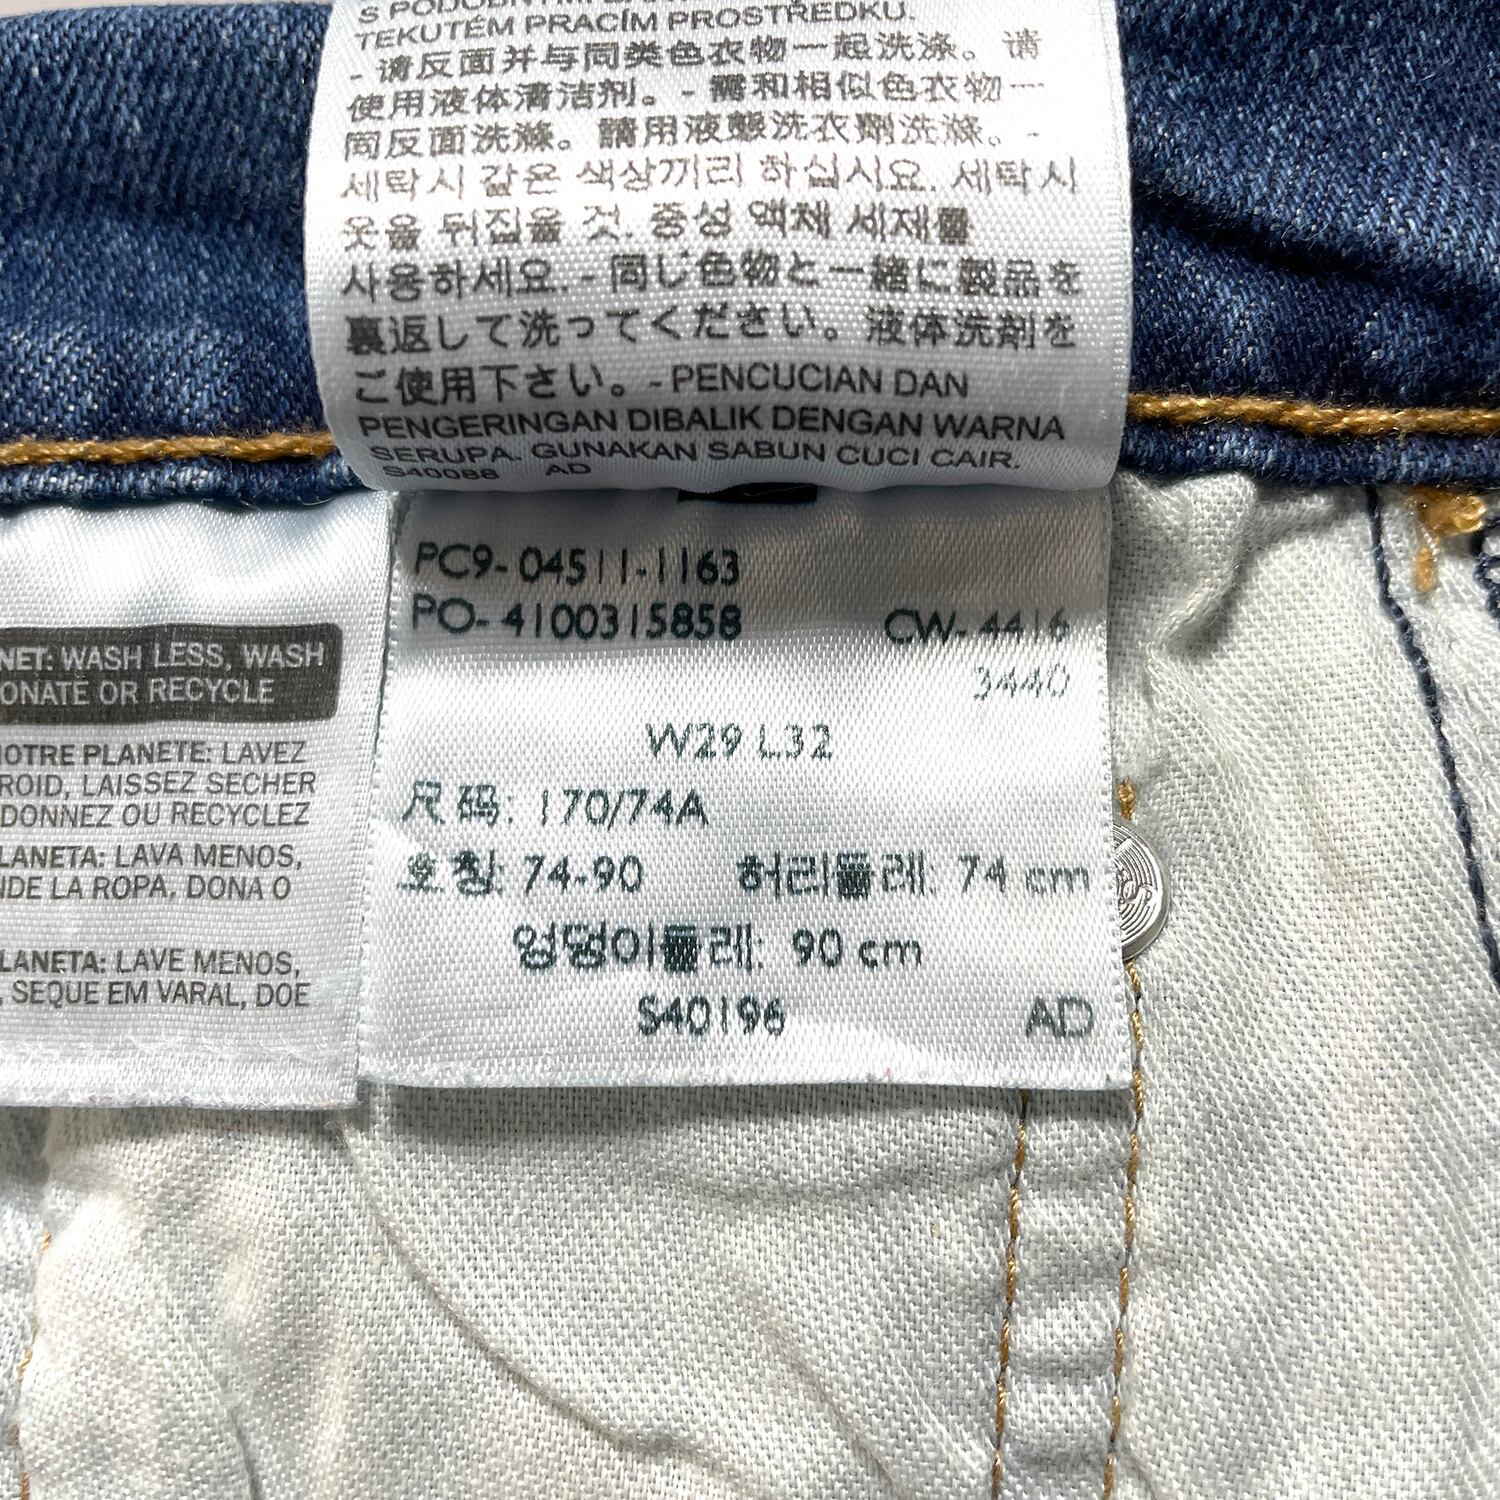 TEKUTÉM PRACÍM PROSTŘEDKU.
- 请反面并与同类色衣物一起洗涤。请
使用液体清洁剂。- 需和相似色衣物一
同反面洗滌。請用液態洗衣劑洗滌。-
세탁시 같은 색상끼리 하십시요. 세탁시
옷을 뒤집을 것. 중성 액체 세제를
사용하세요. - 同じ色物と一緒に製品を
裏返して洗ってください。液体洗剤を
ご使用下さい。- PENCUCIAN DAN
PENGERINGAN DIBALIK DENGAN WARNA
SERUPA. GUNAKAN SABUN CUCI CAIR.
S40088 AD
NET: WASH LESS, WASH
ONATE OR RECYCLE
OTRE PLANETE: LAVEZ
ROID, LAISSEZ SECHER
DONNEZ OU RECYCLEZ
LANETA: LAVA MENOS,
NDE LA ROPA, DONA O
LANETA: LAVE MENOS,
, SEQUE EM VARAL, DOE
PC9-04511-1163
PO-4100315858 CW-4416
3440
W29 L32
尺码: 170/74A
호칭: 74-90 허리둘레: 74 cm
엉덩이둘레: 90 cm
S40196 AD